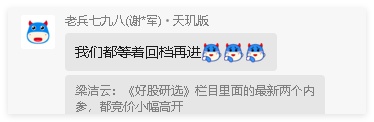 老兵七九八(谢*军)·天玑版
我们都等着回档再进
梁洁云：《好股研选》栏目里面的最新两个内
参，都竞价小幅高开